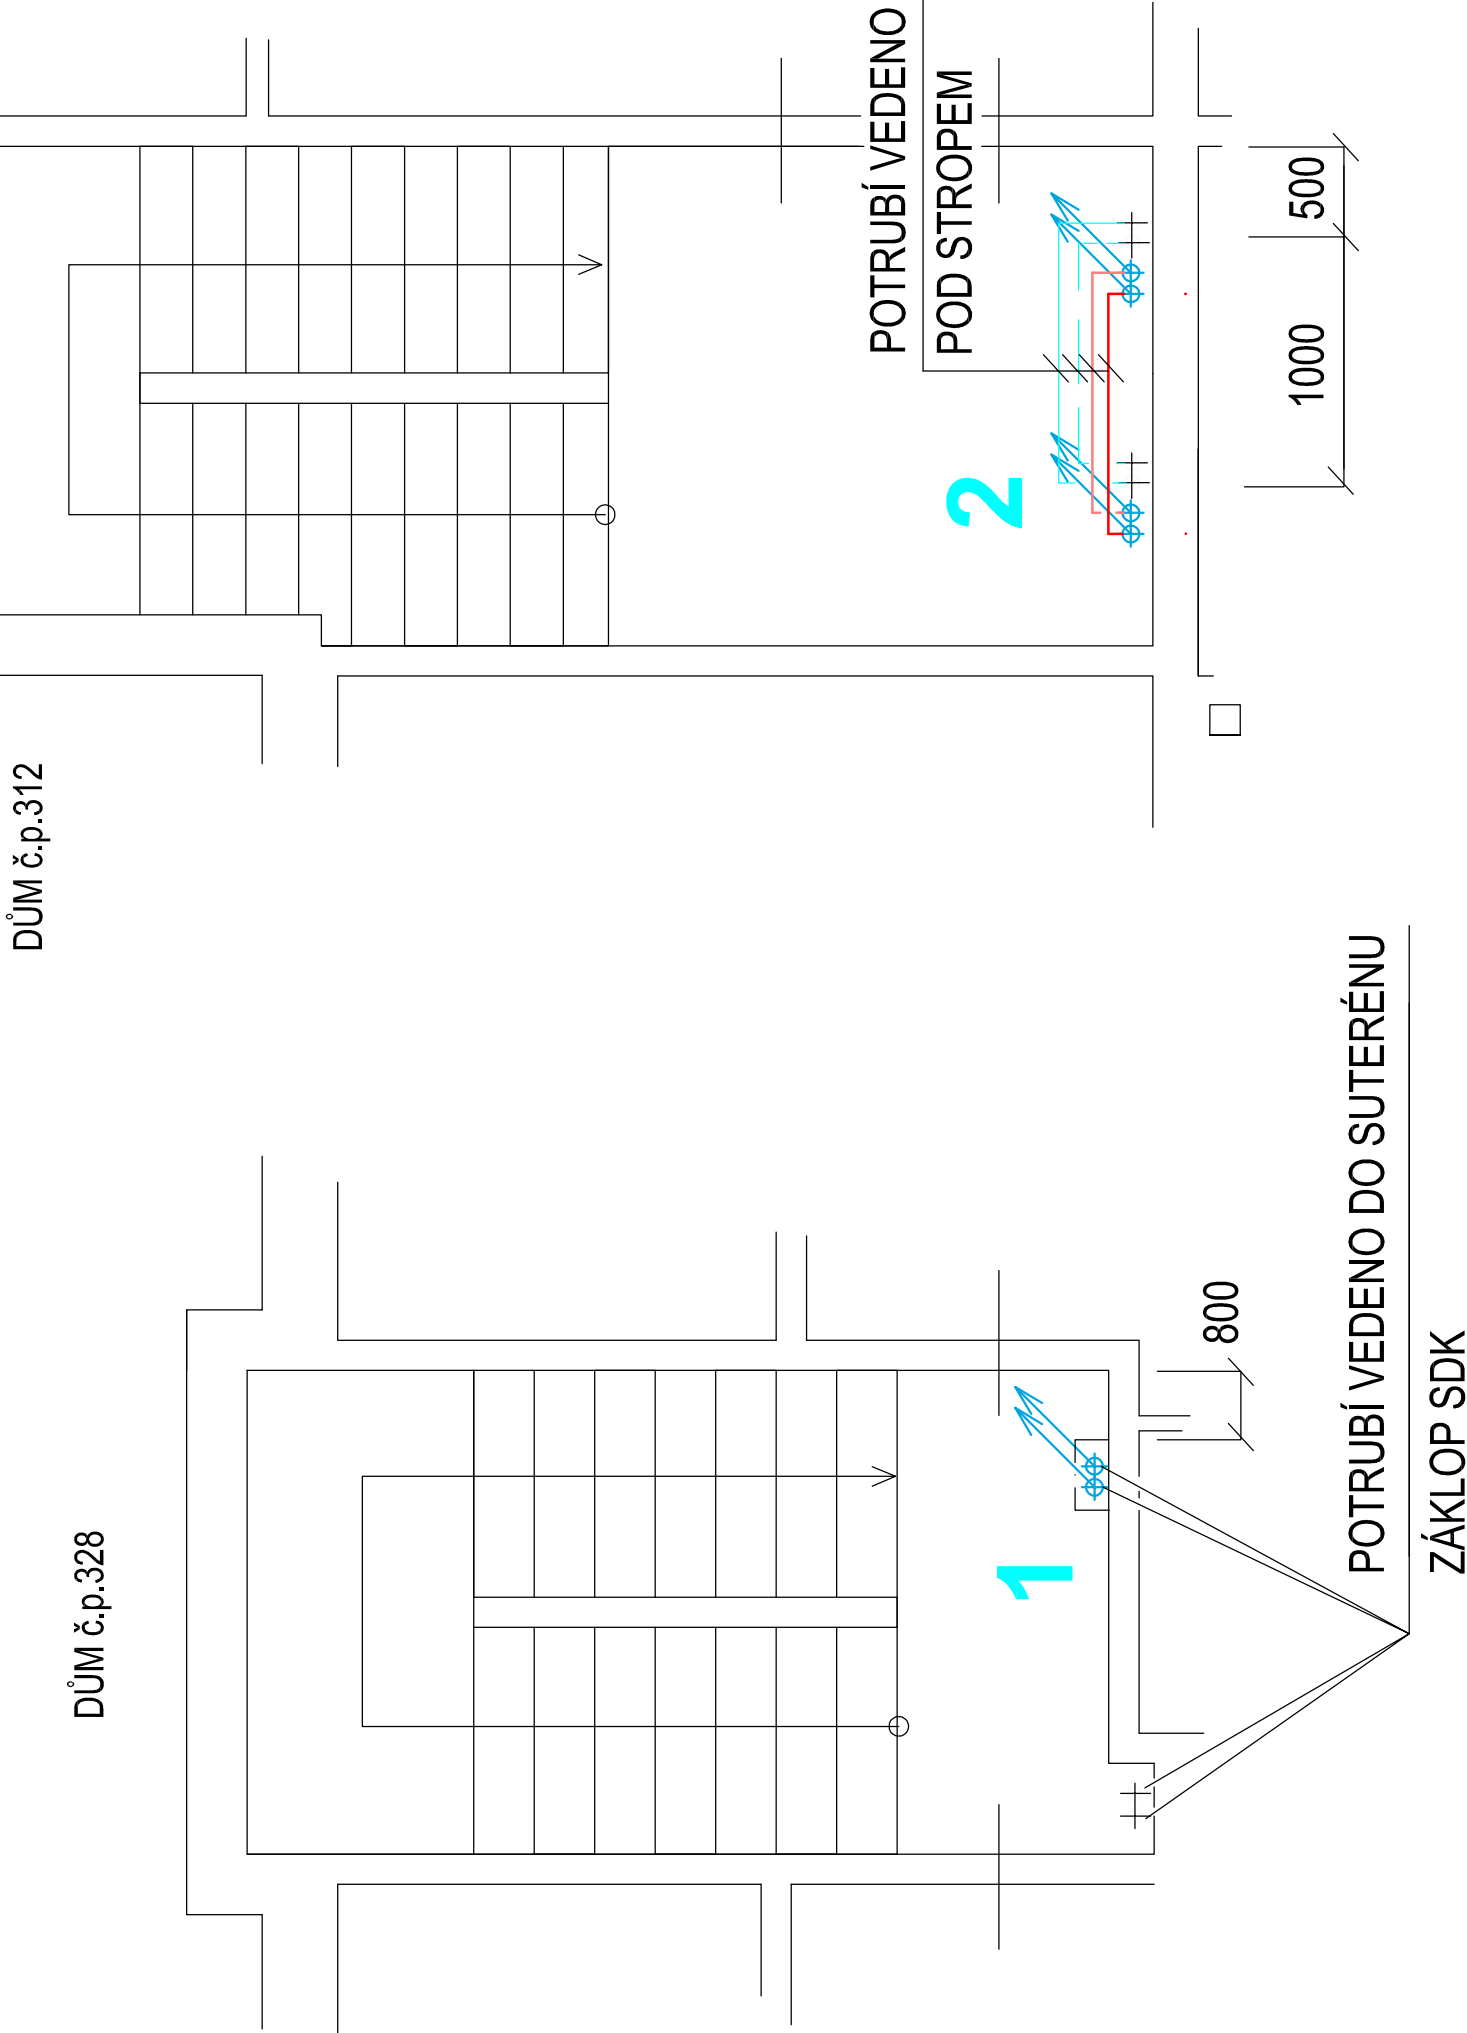 DŮM č.p.328
1
800
POTRUBÍ VEDENO DO SUTERÉNU
ZÁKLOP SDK
DŮM č.p.312
POTRUBÍ VEDENO
POD STROPEM
2
1000
500